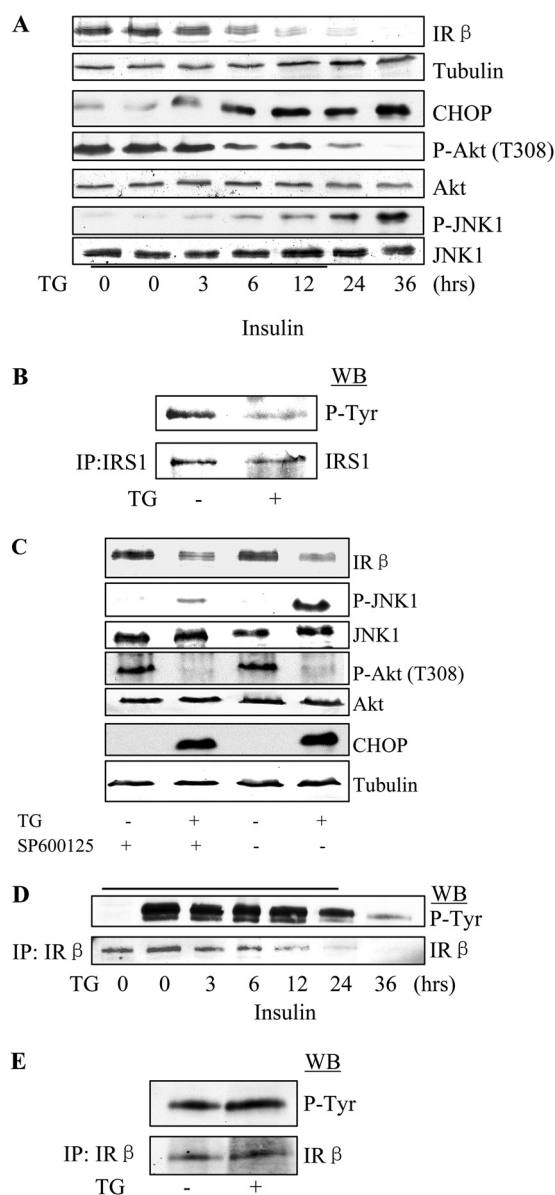 A
IR β
Tubulin
CHOP
P-Akt (T308)
Akt
P-JNK1
JNK1
TG 0 0 3 6 12 24 36 (hrs)
Insulin
B
WB
P-Tyr
IP:IRS1 IRS1
TG - +
C
IR β
P-JNK1
JNK1
P-Akt (T308)
Akt
CHOP
Tubulin
TG - + - +
SP600125 + + - -
D
WB
P-Tyr
IP: IR β IR β
TG 0 0 3 6 12 24 36 (hrs)
Insulin
E
WB
P-Tyr
IP: IR β IR β
TG - +